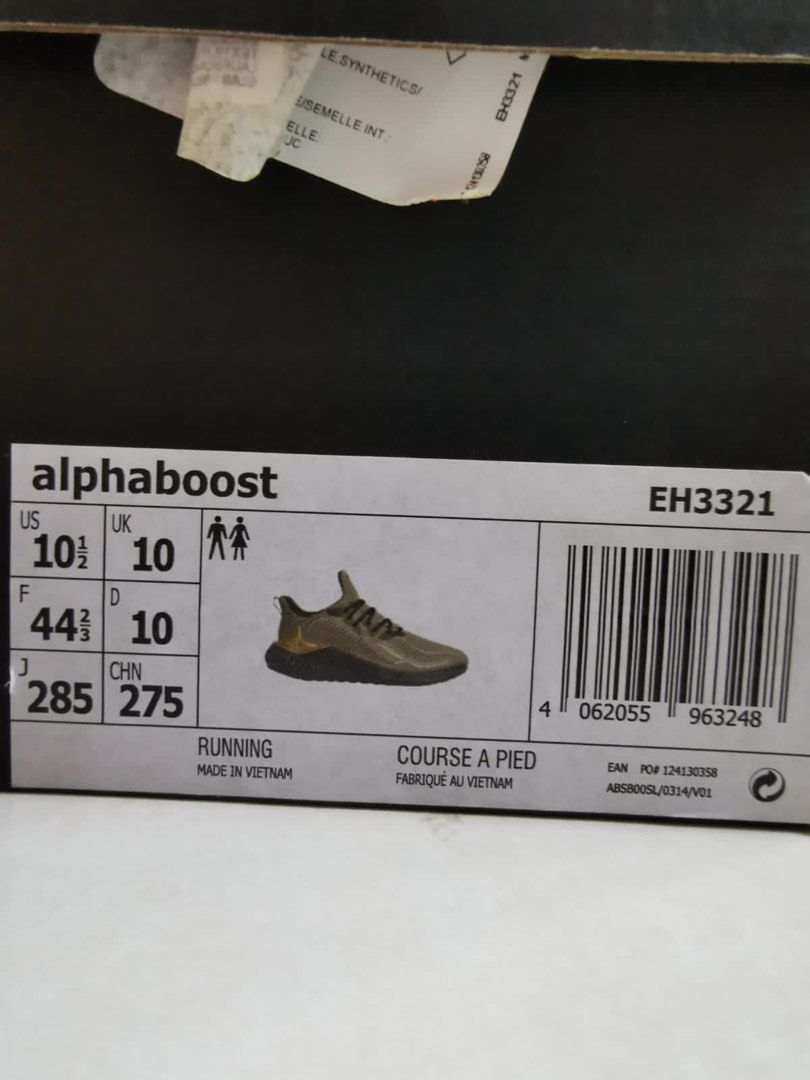 LE.SYNTHETICS/
E/SEMELLE INT.:
ELLE:
JC
EH3321
alphaboost
EH3321
US 10½ UK 10
F 44⅔ D 10
J 285 CHN 275
4 062055 963248
RUNNING COURSE A PIED
MADE IN VIETNAM FABRIQUÉ AU VIETNAM
EAN PO# 124130358
ABSB00SL/0314/V01